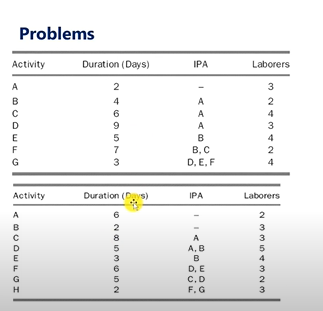 Problems
Activity Duration (Days) IPA Laborers
A 2 – 3
B 4 A 2
C 6 A 4
D 9 A 3
E 5 B 4
F 7 B, C 2
G 3 D, E, F 4
Activity Duration (Days) IPA Laborers
A 6 – 2
B 2 – 3
C 8 A 3
D 5 A, B 5
E 3 B 4
F 6 D, E 3
G 5 C, D 2
H 2 F, G 3